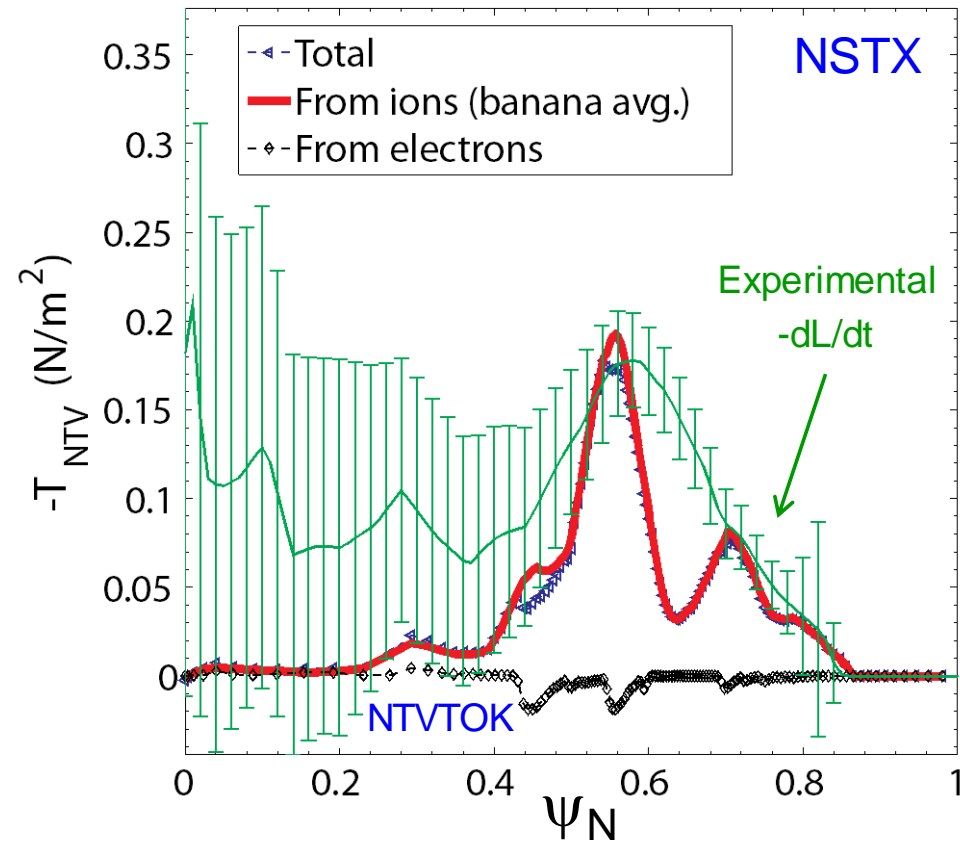 NSTX
Total
From ions (banana avg.)
From electrons
0.35
0.3
0.25
0.2
0.15
0.1
0.05
0
-T_NTV (N/m²)
Experimental
-dL/dt
NTVTOK
0 0.2 0.4 0.6 0.8 1
ψ_N